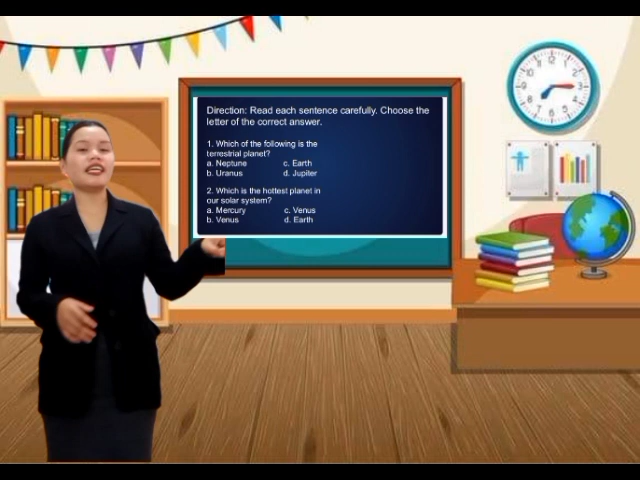 Direction: Read each sentence carefully. Choose the
letter of the correct answer.
1. Which of the following is the
terrestrial planet?
a. Neptune c. Earth
b. Uranus d. Jupiter
2. Which is the hottest planet in
our solar system?
a. Mercury c. Venus
b. Venus d. Earth